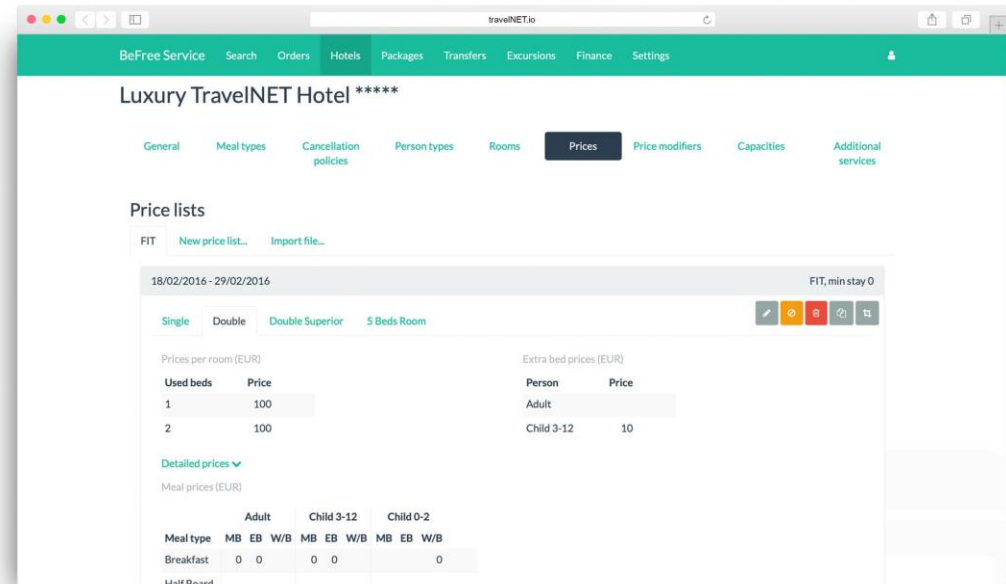 travelNET.io
BeFree Service Search Orders Hotels Packages Transfers Excursions Finance Settings
Luxury TravelNET Hotel *****
General Meal types Cancellation policies Person types Rooms Prices Price modifiers Capacities Additional services
Price lists
FIT New price list... Import file...
18/02/2016 - 29/02/2016 FIT, min stay 0
Single Double Double Superior 5 Beds Room
Prices per room (EUR) Extra bed prices (EUR)
Used beds Price Person Price
1 100 Adult
2 100 Child 3-12 10
Detailed prices
Meal prices (EUR)
Adult Child 3-12 Child 0-2
Meal type MB EB W/B MB EB W/B MB EB W/B
Breakfast 0 0 0 0 0
Half Board